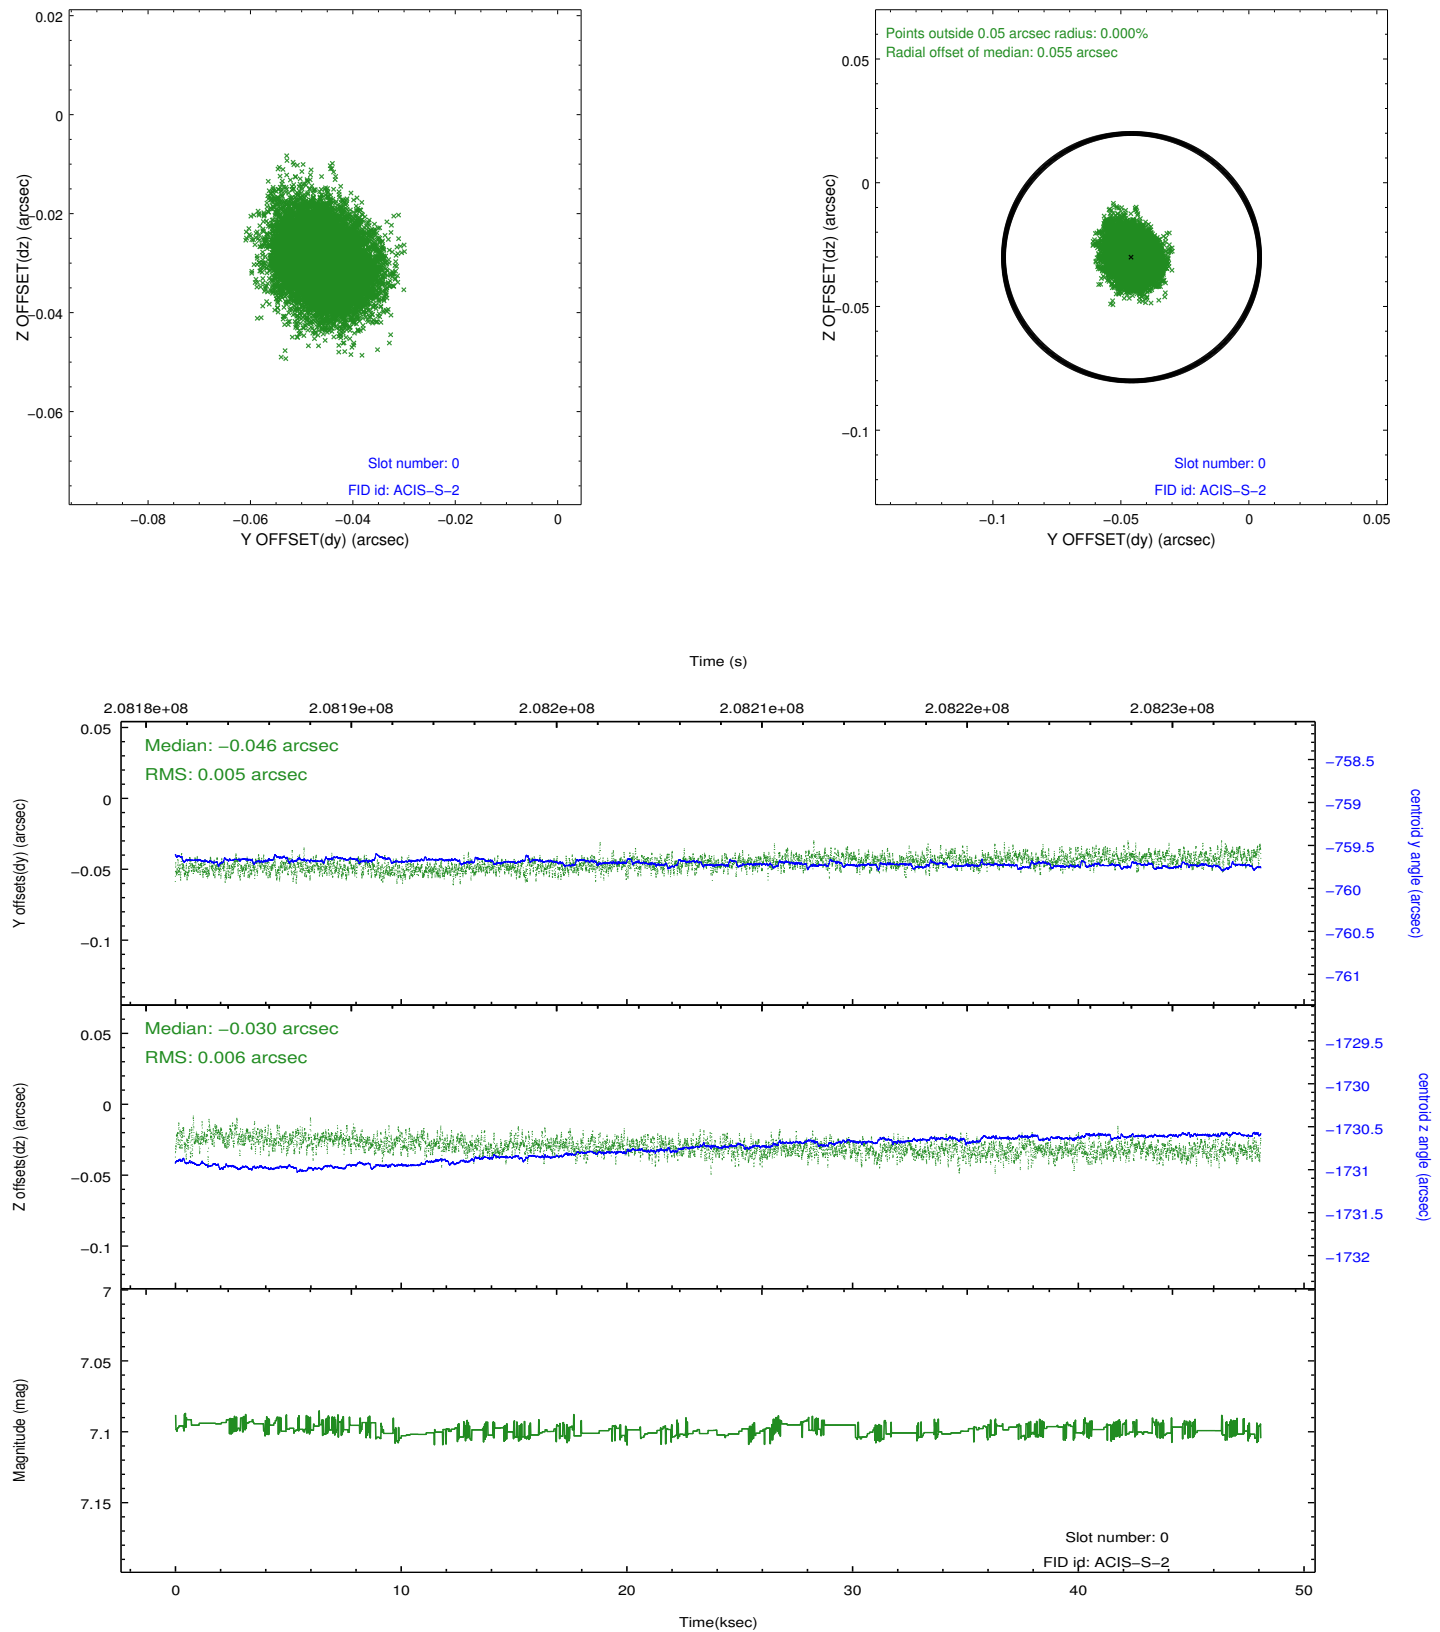 0.02
0
−0.02
−0.04
−0.06
Z OFFSET(dz) (arcsec)
Slot number: 0
FID id: ACIS−S−2
−0.08 −0.06 −0.04 −0.02 0
Y OFFSET(dy) (arcsec)
Points outside 0.05 arcsec radius: 0.000%
Radial offset of median: 0.055 arcsec
0.05
0
−0.05
−0.1
Z OFFSET(dz) (arcsec)
Slot number: 0
FID id: ACIS−S−2
−0.1 −0.05 0 0.05
Y OFFSET(dy) (arcsec)
Time (s)
2.0818e+08 2.0819e+08 2.082e+08 2.0821e+08 2.0822e+08 2.0823e+08
Median: −0.046 arcsec
RMS: 0.005 arcsec
0.05
0
−0.05
−0.1
Y offsets(dy) (arcsec)
−758.5
−759
−759.5
−760
−760.5
−761
centroid y angle (arcsec)
Median: −0.030 arcsec
RMS: 0.006 arcsec
0.05
0
−0.05
−0.1
Z offsets(dz) (arcsec)
−1729.5
−1730
−1730.5
−1731
−1731.5
−1732
centroid z angle (arcsec)
7
7.05
7.1
7.15
Magnitude (mag)
Slot number: 0
FID id: ACIS−S−2
0 10 20 30 40 50
Time(ksec)